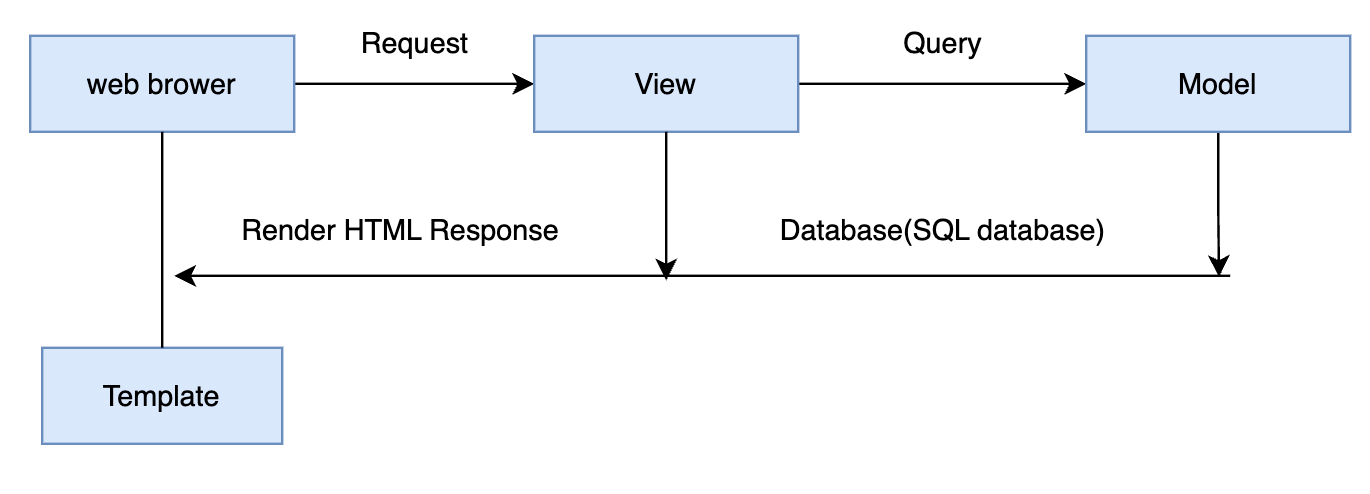 Request
Query
web brower
View
Model
Render HTML Response
Database(SQL database)
Template